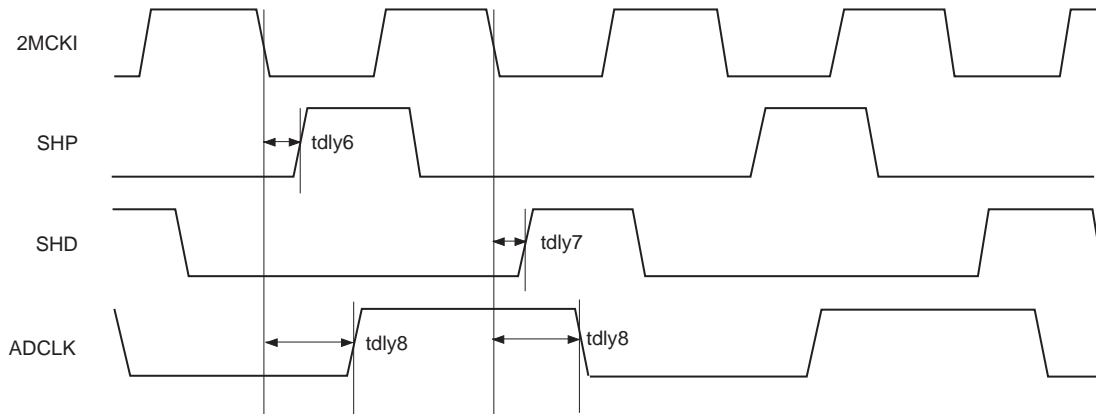 2MCKI
SHP
tdly6
SHD
tdly7
ADCLK
tdly8
tdly8